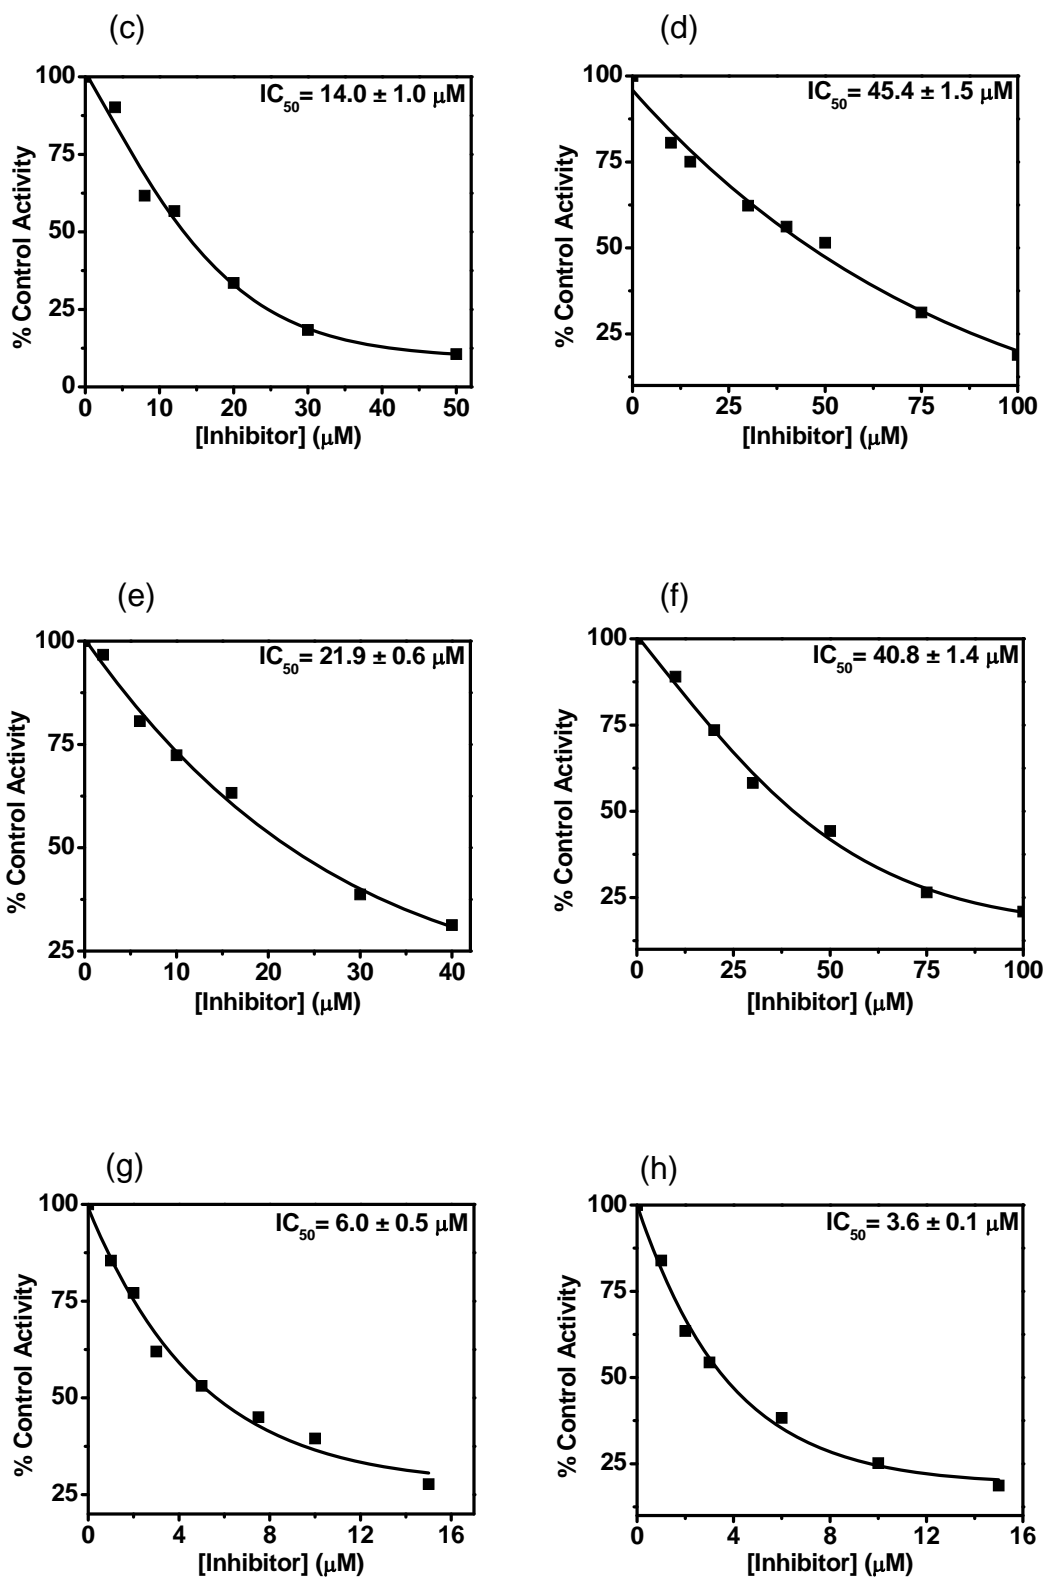 (c)
IC50= 14.0 ± 1.0 μM
% Control Activity
100
75
50
25
0
0 10 20 30 40 50
[Inhibitor] (μM)
(d)
IC50= 45.4 ± 1.5 μM
% Control Activity
100
75
50
25
0 25 50 75 100
[Inhibitor] (μM)
(e)
IC50= 21.9 ± 0.6 μM
% Control Activity
100
75
50
25
0 10 20 30 40
[Inhibitor] (μM)
(f)
IC50= 40.8 ± 1.4 μM
% Control Activity
100
75
50
25
0 25 50 75 100
[Inhibitor] (μM)
(g)
IC50= 6.0 ± 0.5 μM
% Control Activity
100
75
50
25
0 4 8 12 16
[Inhibitor] (μM)
(h)
IC50= 3.6 ± 0.1 μM
% Control Activity
100
75
50
25
0 4 8 12 16
[Inhibitor] (μM)